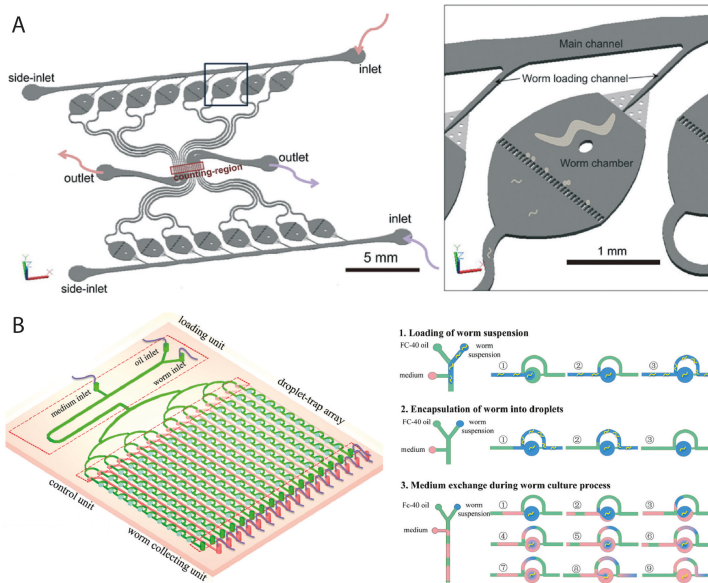 A
side-inlet
inlet
outlet
counting-region
outlet
inlet
side-inlet
5 mm
Main channel
Worm loading channel
Worm chamber
1 mm
B
loading unit
oil inlet
medium inlet
worm inlet
droplet-trap array
control unit
worm collecting unit
1. Loading of worm suspension
FC-40 oil
worm
suspension
medium
① ② ③
2. Encapsulation of worm into droplets
FC-40 oil
worm
suspension
medium
① ② ③
3. Medium exchange during worm culture process
Fc-40 oil
worm
suspension
medium
① ② ③
④ ⑤ ⑥
⑦ ⑧ ⑨